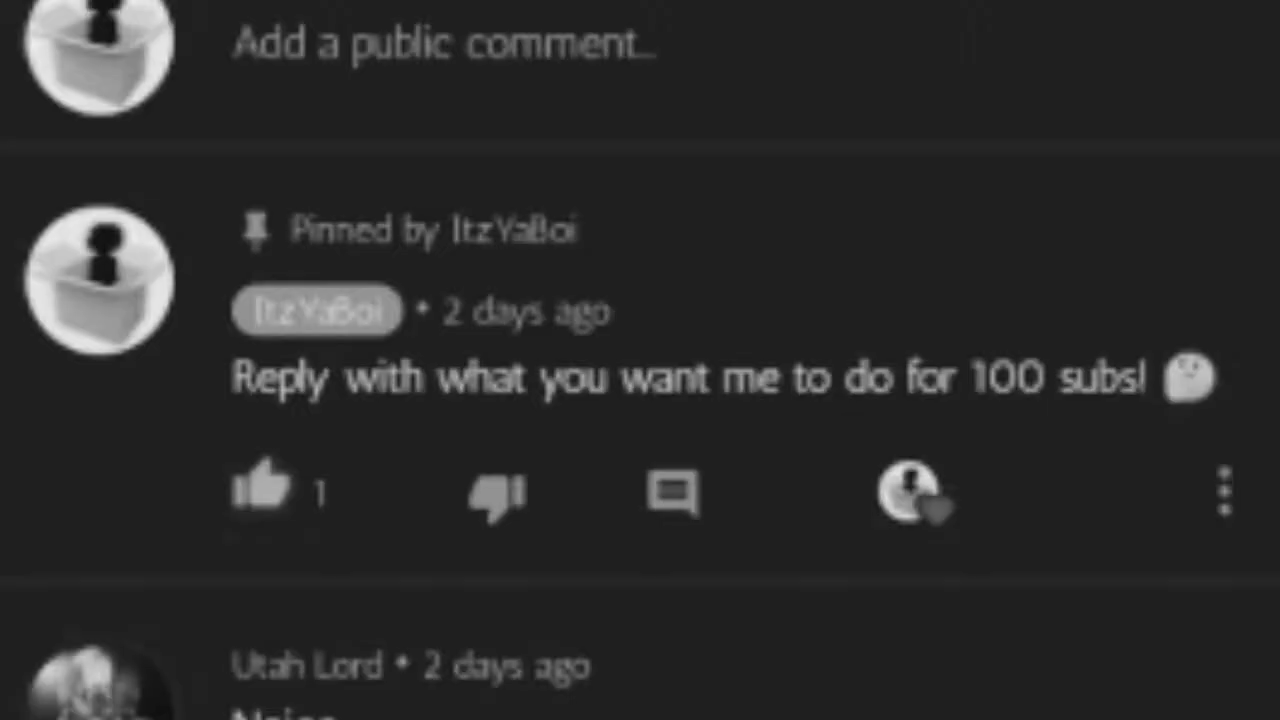 Add a public comment...
Pinned by ItzYaBoi
ItzYaBoi • 2 days ago
Reply with what you want me to do for 100 subs! 🤔
1
Utah Lord • 2 days ago